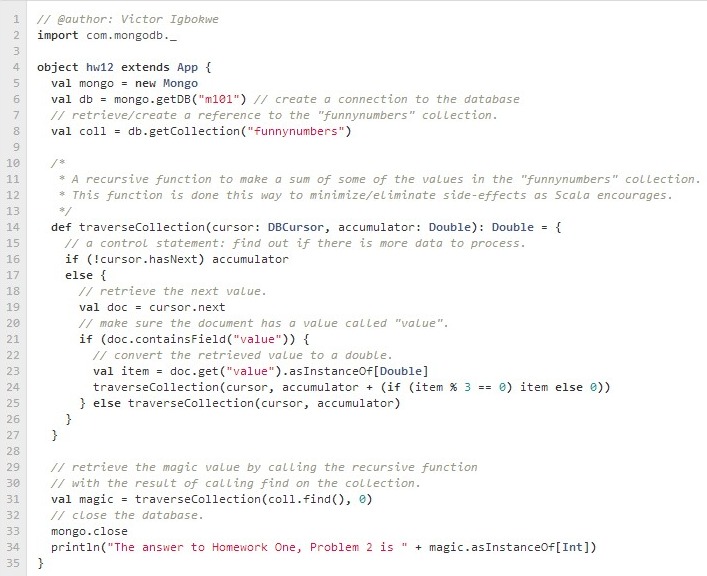 1 // @author: Victor Igbokwe
2 import com.mongodb._
3
4 object hw12 extends App {
5   val mongo = new Mongo
6   val db = mongo.getDB("m101") // create a connection to the database
7   // retrieve/create a reference to the "funnynumbers" collection.
8   val coll = db.getCollection("funnynumbers")
9
10   /*
11    * A recursive function to make a sum of some of the values in the "funnynumbers" collection.
12    * This function is done this way to minimize/eliminate side-effects as Scala encourages.
13    */
14   def traverseCollection(cursor: DBCursor, accumulator: Double): Double = {
15     // a control statement: find out if there is more data to process.
16     if (!cursor.hasNext) accumulator
17     else {
18       // retrieve the next value.
19       val doc = cursor.next
20       // make sure the document has a value called "value".
21       if (doc.containsField("value")) {
22         // convert the retrieved value to a double.
23         val item = doc.get("value").asInstanceOf[Double]
24         traverseCollection(cursor, accumulator + (if (item % 3 == 0) item else 0))
25       } else traverseCollection(cursor, accumulator)
26     }
27   }
28
29   // retrieve the magic value by calling the recursive function
30   // with the result of calling find on the collection.
31   val magic = traverseCollection(coll.find(), 0)
32   // close the database.
33   mongo.close
34   println("The answer to Homework One, Problem 2 is " + magic.asInstanceOf[Int])
35 }